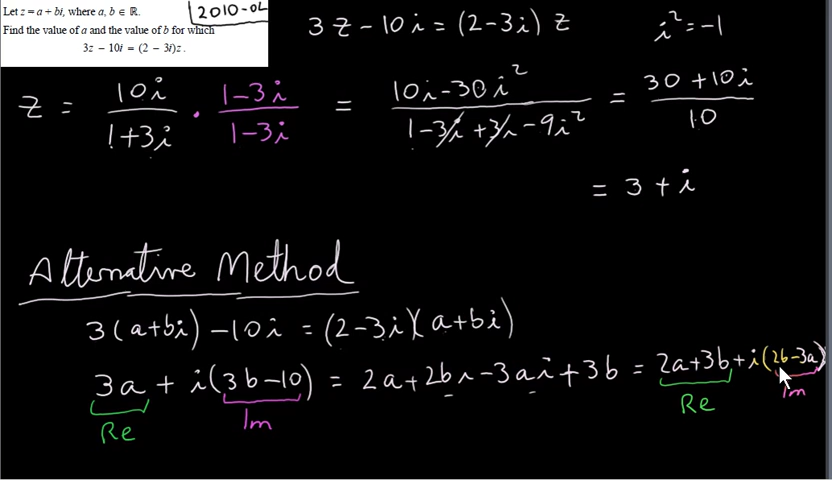 Let z = a + bi, where a, b ∈ ℝ.
2010-OL
Find the value of a and the value of b for which
3z − 10i = (2 − 3i)z.
3z − 10i = (2−3i) z
i² = −1
z = 10i/1+3i · 1−3i/1−3i = 10i−30i²/1−3i+3i−9i² = 30+10i/10
= 3 + i
Alternative Method
3(a+bi) −10i = (2−3i)(a+bi)
3a + i(3b−10) = 2a+2bi−3ai+3b = 2a+3b+i(2b−3a)
Re Im Re Im